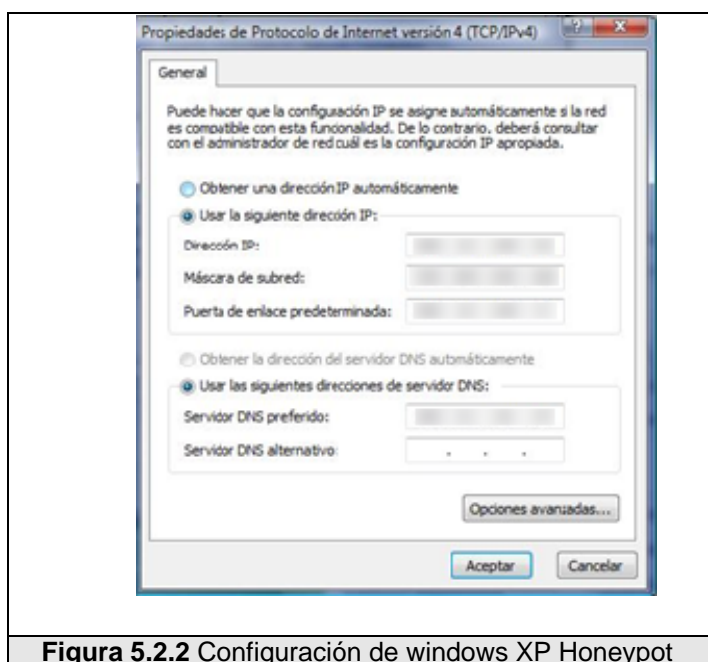 Propiedades de Protocolo de Internet versión 4 (TCP/IPv4)
General
Puede hacer que la configuración IP se asigne automáticamente si la red
es compatible con esta funcionalidad. De lo contrario, deberá consultar
con el administrador de red cuál es la configuración IP apropiada.
Obtener una dirección IP automáticamente
Usar la siguiente dirección IP:
Dirección IP:
Máscara de subred:
Puerta de enlace predeterminada:
Obtener la dirección del servidor DNS automáticamente
Usar las siguientes direcciones de servidor DNS:
Servidor DNS preferido:
Servidor DNS alternativo:
. . .
Opciones avanzadas...
Aceptar Cancelar
Figura 5.2.2 Configuración de windows XP Honeypot